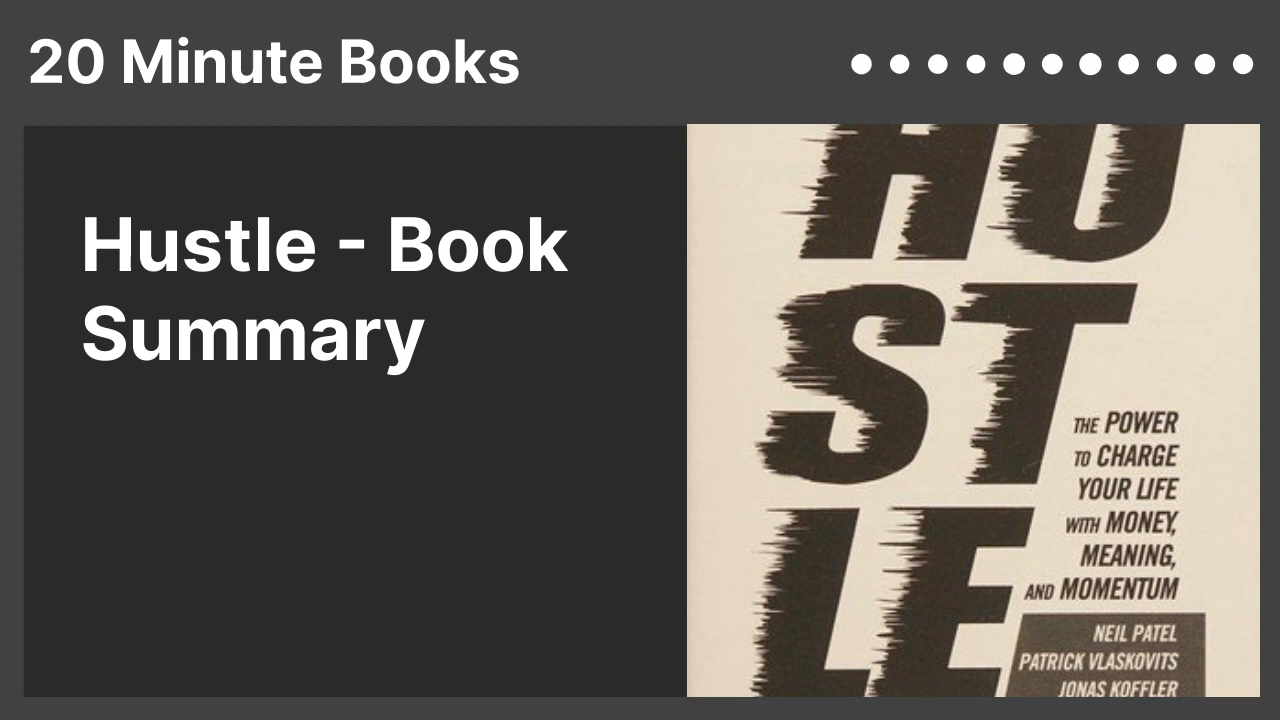 20 Minute Books
Hustle - Book
Summary
HU
ST
LE
THE POWER
TO CHARGE
YOUR LIFE
WITH MONEY,
MEANING,
AND MOMENTUM
NEIL PATEL
PATRICK VLASKOVITS
JONAS KOFFLER